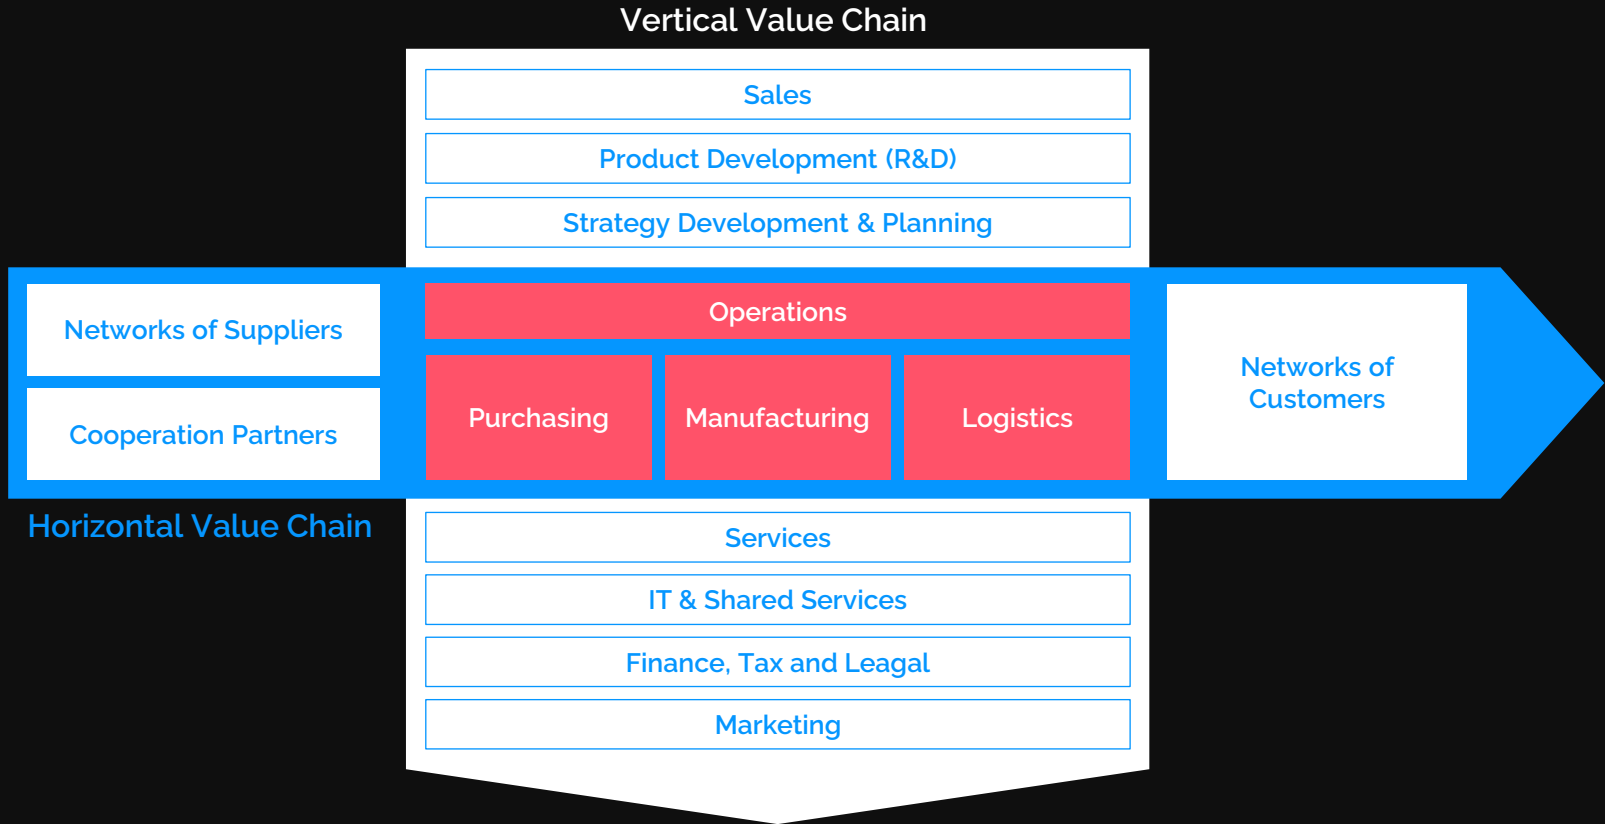 Vertical Value Chain
Sales
Product Development (R&D)
Strategy Development & Planning
Networks of Suppliers
Cooperation Partners
Operations
Purchasing
Manufacturing
Logistics
Networks of
Customers
Horizontal Value Chain
Services
IT & Shared Services
Finance, Tax and Leagal
Marketing